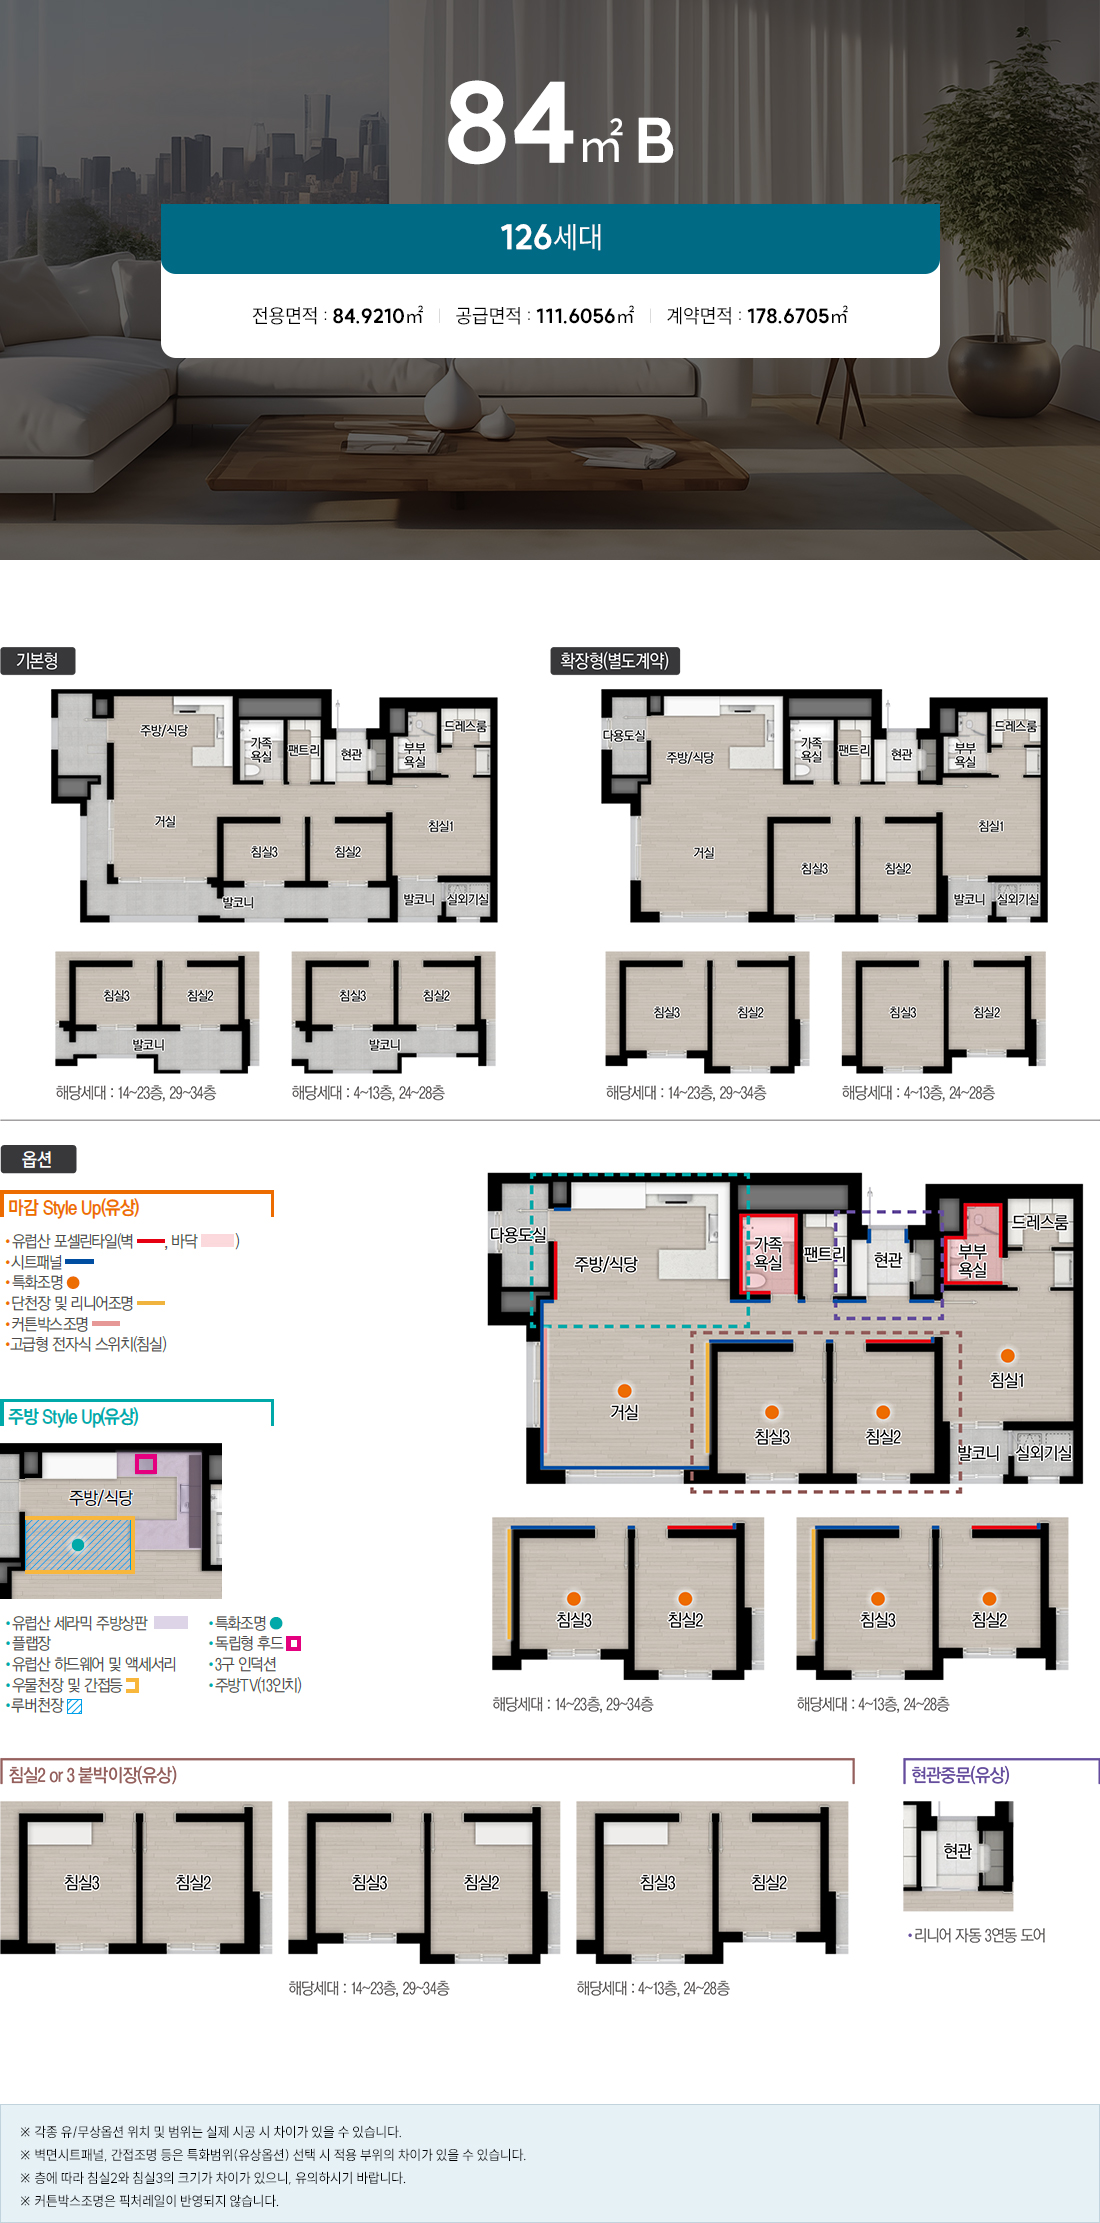 84㎡ B
126세대
전용면적 : 84.9210㎡ 공급면적 : 111.6056㎡ 계약면적 : 178.6705㎡
기본형
확장형(별도계약)
주방/식당
가족
욕실
팬트리
현관
부부
욕실
드레스룸
거실
침실3
침실2
침실1
발코니
발코니
실외기실
다용도실
주방/식당
가족
욕실
팬트리
현관
부부
욕실
드레스룸
거실
침실3
침실2
침실1
발코니
실외기실
침실3 침실2
발코니
해당세대 : 14~23층, 29~34층
침실3 침실2
발코니
해당세대 : 4~13층, 24~28층
침실3 침실2
해당세대 : 14~23층, 29~34층
침실3 침실2
해당세대 : 4~13층, 24~28층
옵션
마감 Style Up(유상)
•유럽산 포셀린타일(벽 , 바닥 )
•시트패널
•특화조명
•단천장 및 리니어조명
•커튼박스조명
•고급형 전자식 스위치(침실)
다용도실
주방/식당
가족
욕실
팬트리
현관
부부
욕실
드레스룸
거실
침실3
침실2
침실1
발코니
실외기실
주방 Style Up(유상)
주방/식당
•유럽산 세라믹 주방상판
•플랩장
•유럽산 하드웨어 및 액세서리
•우물천장 및 간접등
•루버천장
•특화조명
•독립형 후드
•3구 인덕션
•주방TV(13인치)
침실3 침실2
해당세대 : 14~23층, 29~34층
침실3 침실2
해당세대 : 4~13층, 24~28층
침실2 or 3 붙박이장(유상)
침실3 침실2
침실3 침실2
해당세대 : 14~23층, 29~34층
침실3 침실2
해당세대 : 4~13층, 24~28층
현관중문(유상)
현관
•리니어 자동 3연동 도어
※ 각종 유/무상옵션 위치 및 범위는 실제 시공 시 차이가 있을 수 있습니다.
※ 벽면시트패널, 간접조명 등은 특화범위(유상옵션) 선택 시 적용 부위의 차이가 있을 수 있습니다.
※ 층에 따라 침실2와 침실3의 크기가 차이가 있으니, 유의하시기 바랍니다.
※ 커튼박스조명은 픽처레일이 반영되지 않습니다.